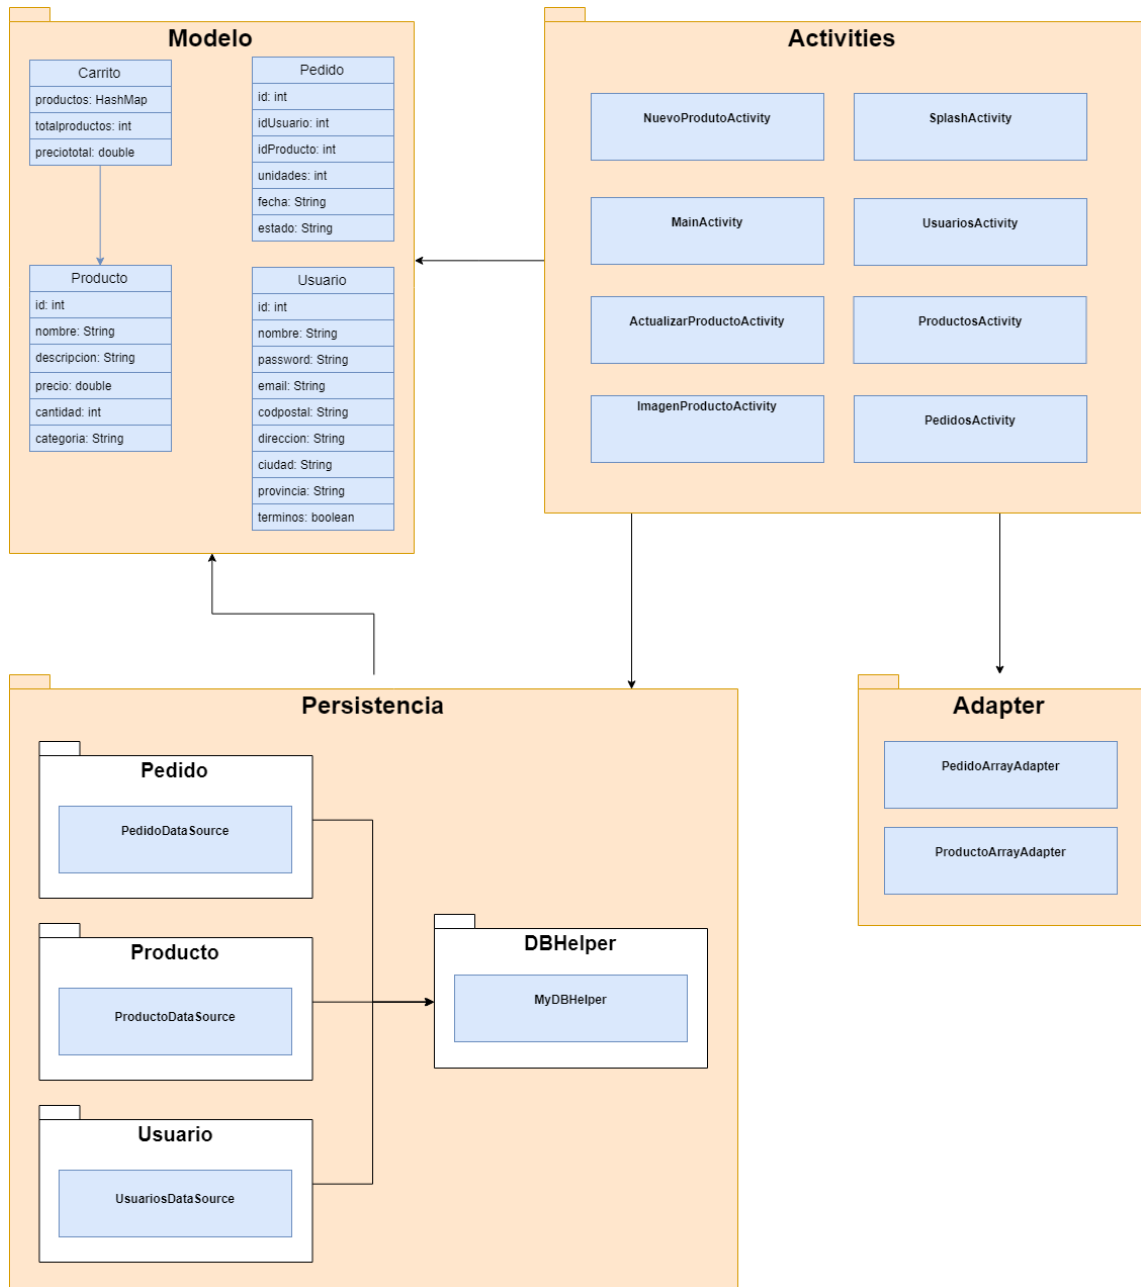 Modelo
Carrito
productos: HashMap
totalproductos: int
preciototal: double
Pedido
id: int
idUsuario: int
idProducto: int
unidades: int
fecha: String
estado: String
Producto
id: int
nombre: String
descripcion: String
precio: double
cantidad: int
categoria: String
Usuario
id: int
nombre: String
password: String
email: String
codpostal: String
direccion: String
ciudad: String
provincia: String
terminos: boolean
Activities
NuevoProdutoActivity
SplashActivity
MainActivity
UsuariosActivity
ActualizarProductoActivity
ProductosActivity
ImagenProductoActivity
PedidosActivity
Persistencia
Pedido
PedidoDataSource
Producto
ProductoDataSource
Usuario
UsuariosDataSource
DBHelper
MyDBHelper
Adapter
PedidoArrayAdapter
ProductoArrayAdapter